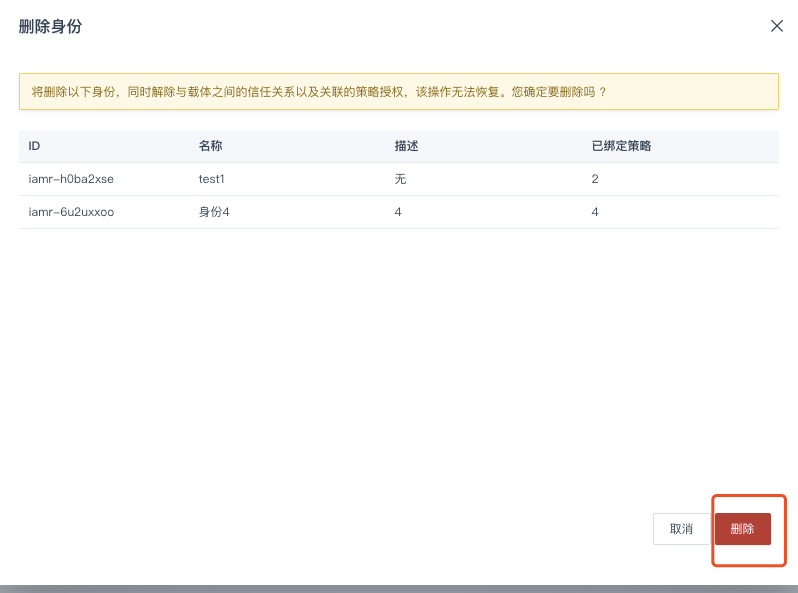 删除身份
将删除以下身份，同时解除与载体之间的信任关系以及关联的策略授权，该操作无法恢复。您确定要删除吗 ？
ID 名称 描述 已绑定策略
iamr-h0ba2xse test1 无 2
iamr-6u2uxxoo 身份4 4 4
取消 删除